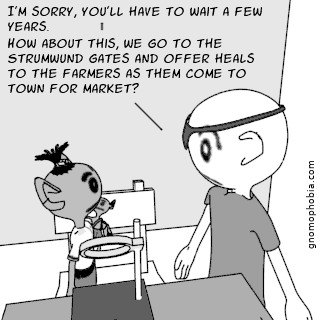 I'M SORRY, YOU'LL HAVE TO WAIT A FEW
YEARS.
HOW ABOUT THIS, WE GO TO THE
STRUMWUND GATES AND OFFER HEALS
TO THE FARMERS AS THEM COME TO
TOWN FOR MARKET?
gnomophobia.com